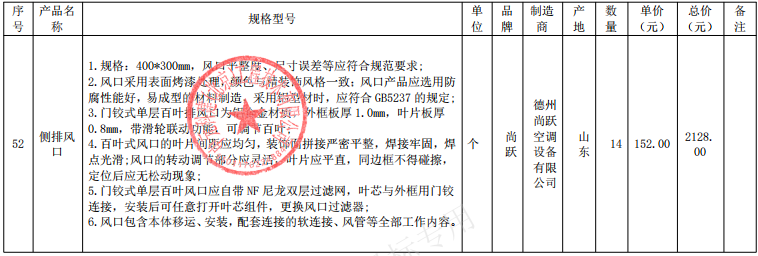 序号 产品名称 规格型号 单位 品牌 制造商 产地 数量 单价（元） 总价（元） 备注
52 侧排风口
1.规格：400*300mm，风口平整度、尺寸误差等应符合规范要求；
2.风口采用表面烤漆处理，颜色与精装饰风格一致；风口产品应选用防
腐性能好，易成型的材料制造，采用铝型材时，应符合 GB5237 的规定；
3.门铰式单层百叶排风口为铝合金材质，外框板厚 1.0mm，叶片板厚
0.8mm，带滑轮联动功能，可调节百叶；
4.百叶式风口的叶片间距应均匀，装饰面拼接严密平整，焊接牢固，焊
点光滑；风口的转动调节部分应灵活，叶片应平直，同边框不得碰擦，
定位后应无松动现象；
5.门铰式单层百叶风口应自带 NF 尼龙双层过滤网，叶芯与外框用门铰
连接，安装后可任意打开叶芯组件，更换风口过滤器；
6.风口包含本体移运、安装，配套连接的软连接、风管等全部工作内容。
个
尚跃
德州尚跃空调设备有限公司
山东
14
152.00
2128.00
专用